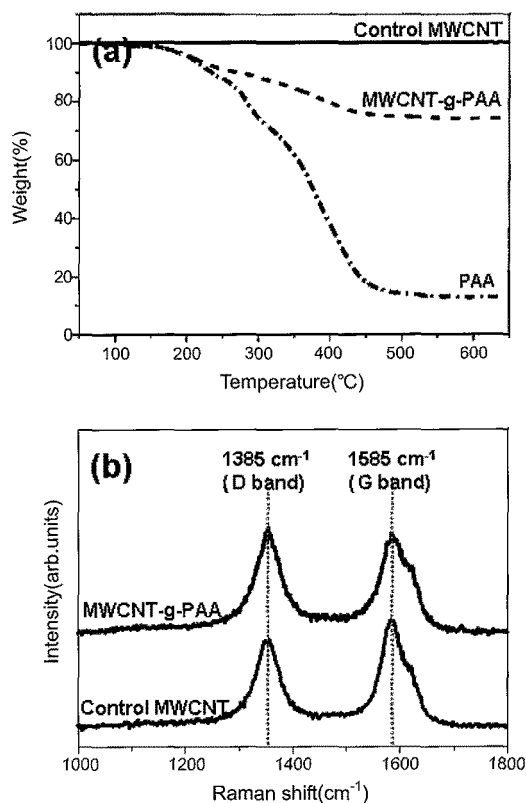 Control MWCNT
(a)
MWCNT-g-PAA
PAA
Weight(%)
100
80
60
40
20
0
100 200 300 400 500 600
Temperature(°C)
(b)
1385 cm-1 1585 cm-1
(D band) (G band)
MWCNT-g-PAA
Control MWCNT
Intensity(arb.units)
1000 1200 1400 1600 1800
Raman shift(cm-1)